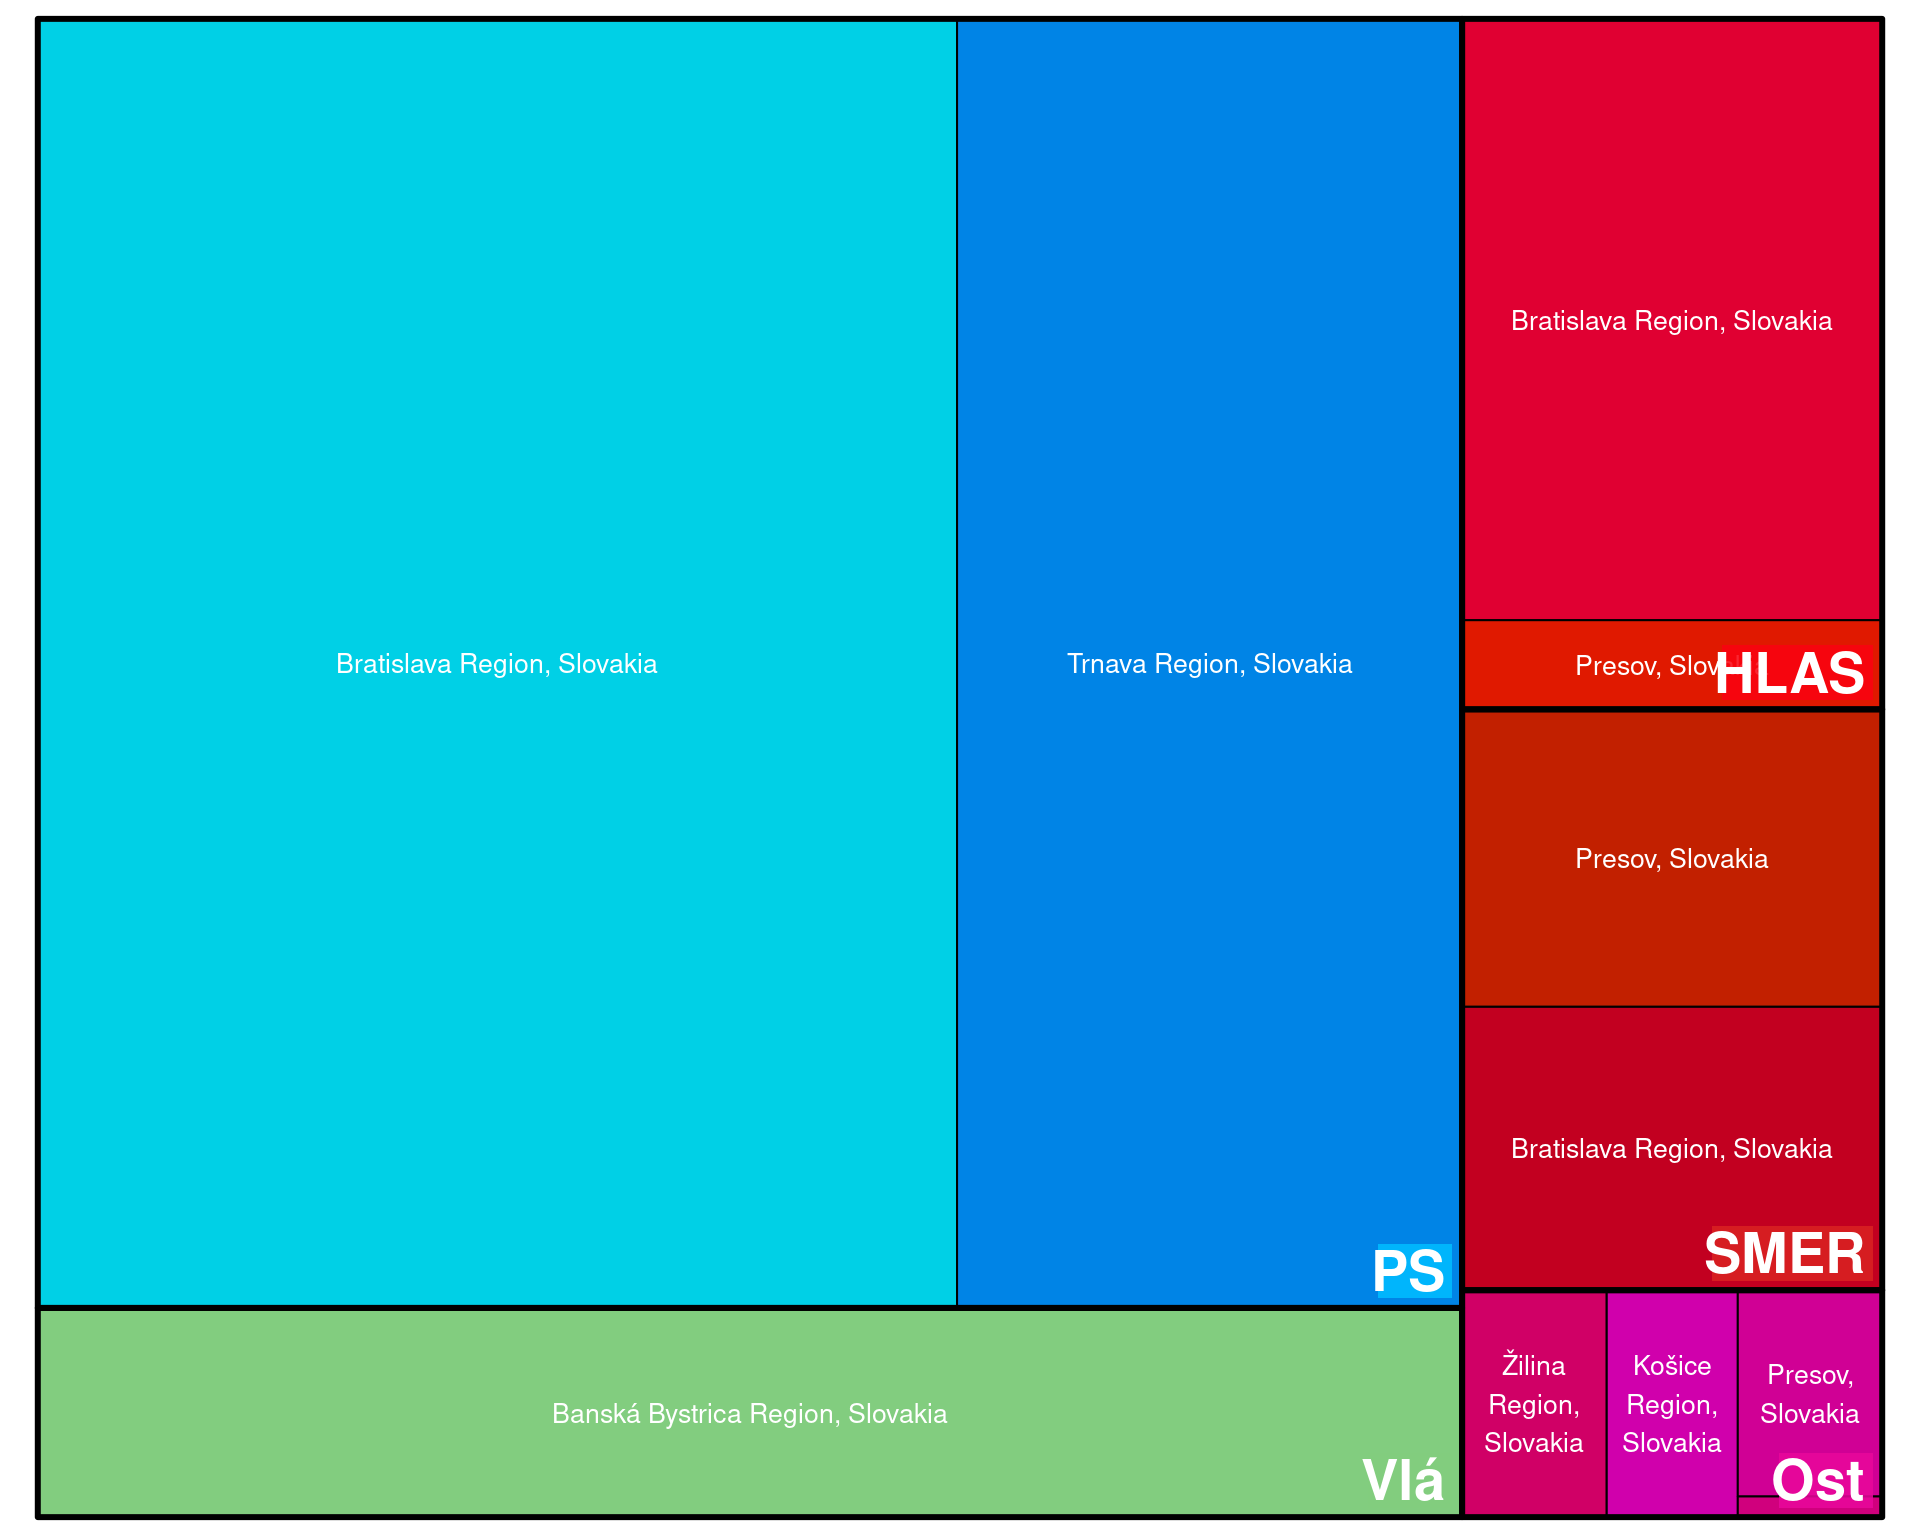 Bratislava Region, Slovakia
Trnava Region, Slovakia
PS
Banská Bystrica Region, Slovakia
Vlá
Bratislava Region, Slovakia
Presov, Slov
HLAS
Presov, Slovakia
Bratislava Region, Slovakia
SMER
Žilina
Region,
Slovakia
Košice
Region,
Slovakia
Presov,
Slovakia
Ost